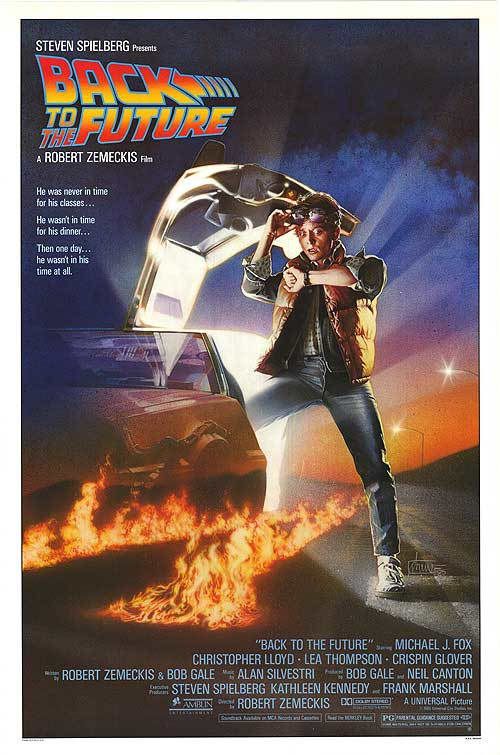 STEVEN SPIELBERG Presents
BACK
TO
THE FUTURE
A ROBERT ZEMECKIS Film
He was never in time
for his classes...
He wasn't in time
for his dinner...
Then one day...
he wasn't in his
time at all.
"BACK TO THE FUTURE" Starring MICHAEL J. FOX
CHRISTOPHER LLOYD · LEA THOMPSON · CRISPIN GLOVER
Written by ROBERT ZEMECKIS & BOB GALE Music by ALAN SILVESTRI Produced by BOB GALE and NEIL CANTON
Executive Producers STEVEN SPIELBERG KATHLEEN KENNEDY and FRANK MARSHALL
AMBLIN ENTERTAINMENT Directed by ROBERT ZEMECKIS DOLBY STEREO A UNIVERSAL Picture
Soundtrack Available on MCA Records and Cassettes Read the BERKLEY Book PG PARENTAL GUIDANCE SUGGESTED